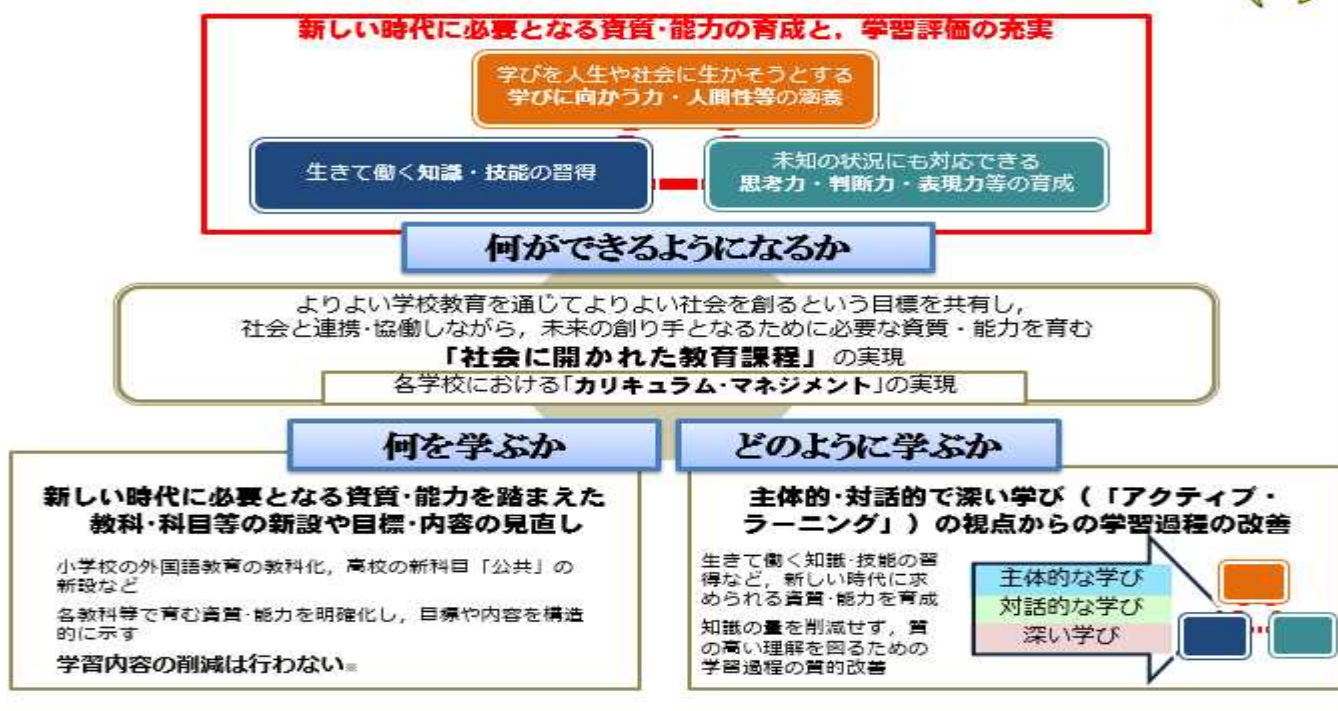 新しい時代に必要となる資質･能力の育成と，学習評価の充実
学びを人生や社会に生かそうとする
学びに向かう力・人間性等の涵養
生きて働く知識・技能の習得
未知の状況にも対応できる
思考力・判断力・表現力等の育成
何ができるようになるか
よりよい学校教育を通じてよりよい社会を創るという目標を共有し，
社会と連携･協働しながら，未来の創り手となるために必要な資質・能力を育む
「社会に開かれた教育課程」の実現
各学校における｢カリキュラム･マネジメント｣の実現
何を学ぶか
新しい時代に必要となる資質･能力を踏まえた
教科･科目等の新設や目標･内容の見直し
小学校の外国語教育の教科化，高校の新科目「公共」の
新設など
各教科等で育む資質･能力を明確化し，目標や内容を構造
的に示す
学習内容の削減は行わない※
どのように学ぶか
主体的･対話的で深い学び（「アクティブ・
ラーニング」）の視点からの学習過程の改善
生きて働く知識･技能の習
得など，新しい時代に求
められる資質･能力を育成
知識の量を削減せず，質
の高い理解を図るための
学習過程の質的改善
主体的な学び
対話的な学び
深い学び